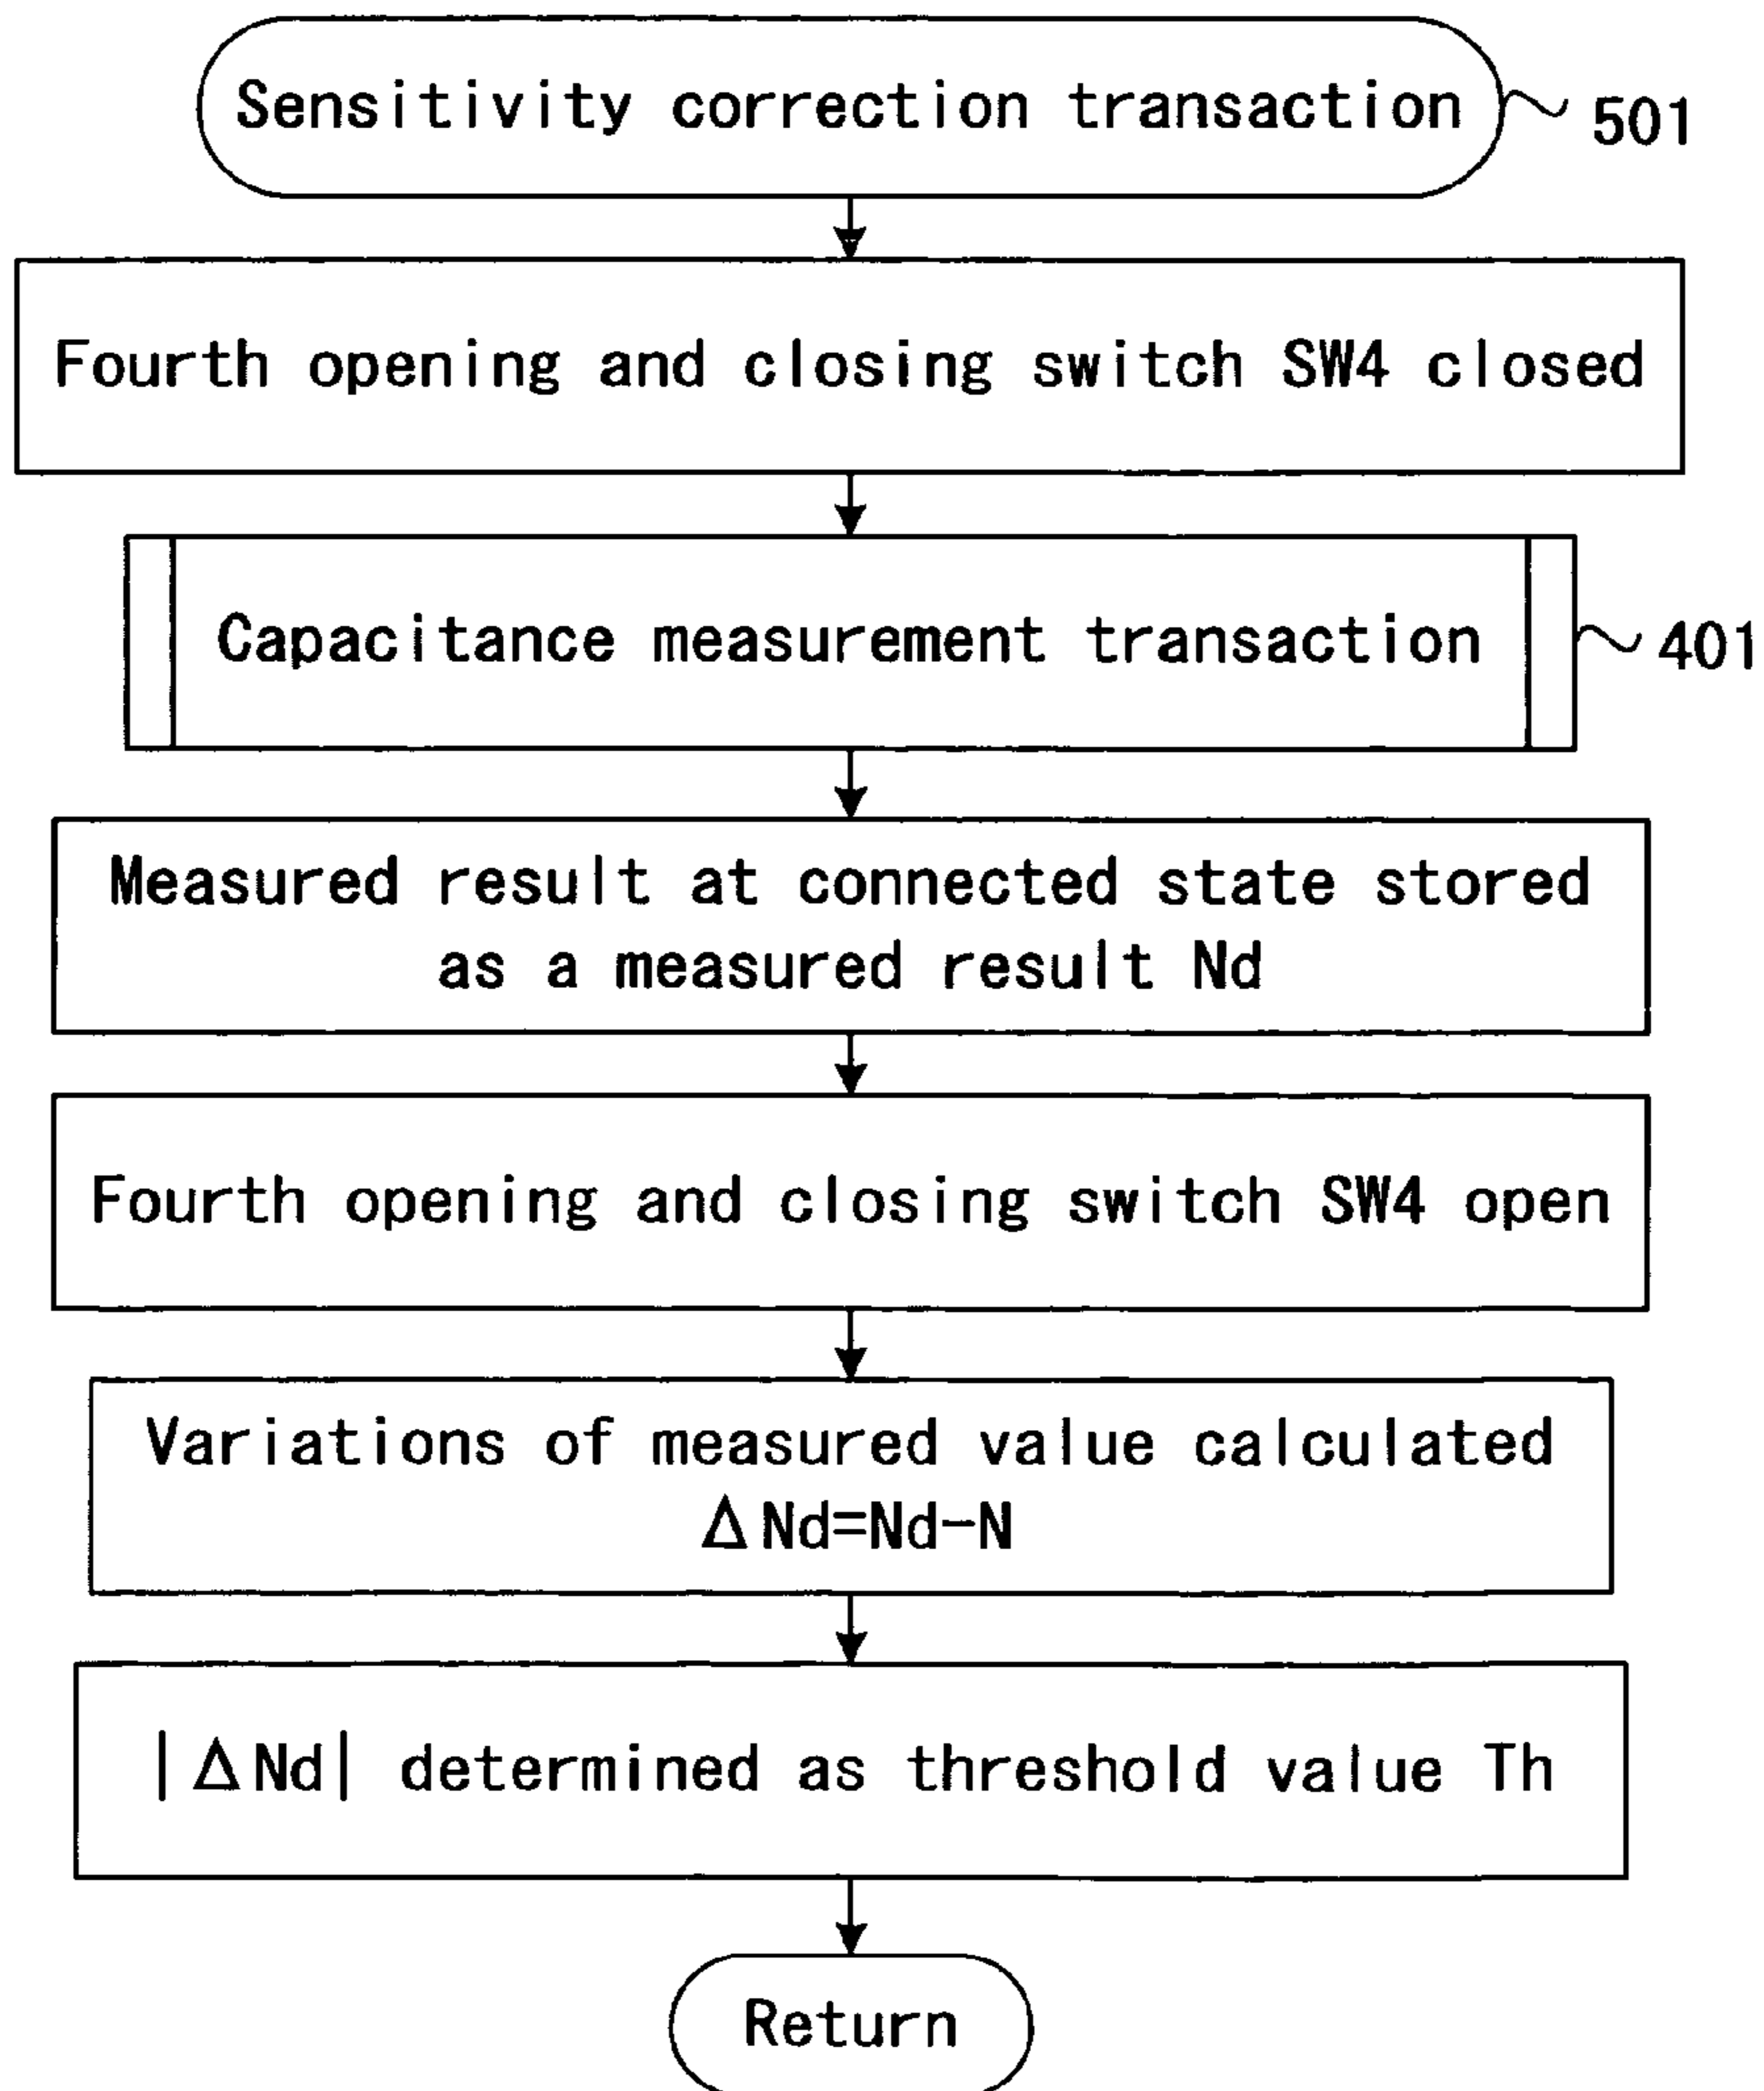 Sensitivity correction transaction
501
Fourth opening and closing switch SW4 closed
Capacitance measurement transaction
401
Measured result at connected state stored
as a measured result Nd
Fourth opening and closing switch SW4 open
Variations of measured value calculated
ΔNd=Nd−N
|ΔNd| determined as threshold value Th
Return